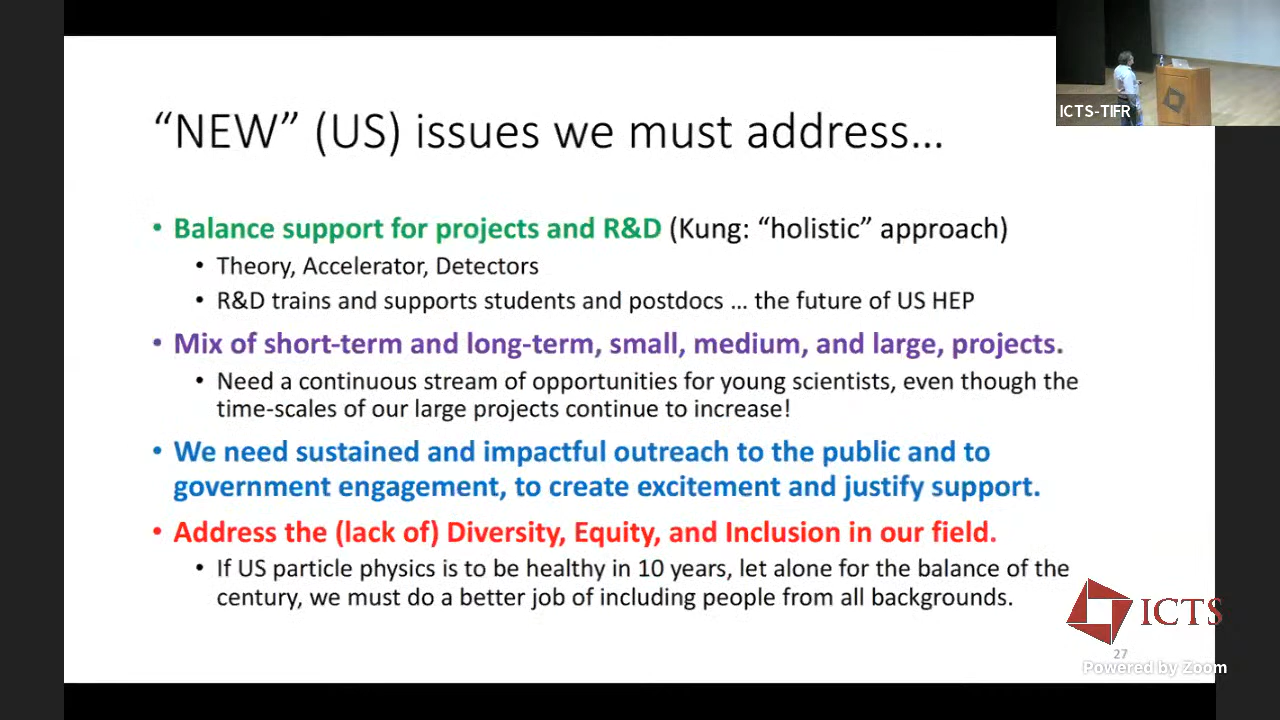 ICTS-TIFR
“NEW” (US) issues we must address…
• Balance support for projects and R&D (Kung: “holistic” approach)
• Theory, Accelerator, Detectors
• R&D trains and supports students and postdocs … the future of US HEP
• Mix of short-term and long-term, small, medium, and large, projects.
• Need a continuous stream of opportunities for young scientists, even though the
time-scales of our large projects continue to increase!
• We need sustained and impactful outreach to the public and to
government engagement, to create excitement and justify support.
• Address the (lack of) Diversity, Equity, and Inclusion in our field.
• If US particle physics is to be healthy in 10 years, let alone for the balance of the
century, we must do a better job of including people from all backgrounds.
ICTS
27
Powered by Zoom